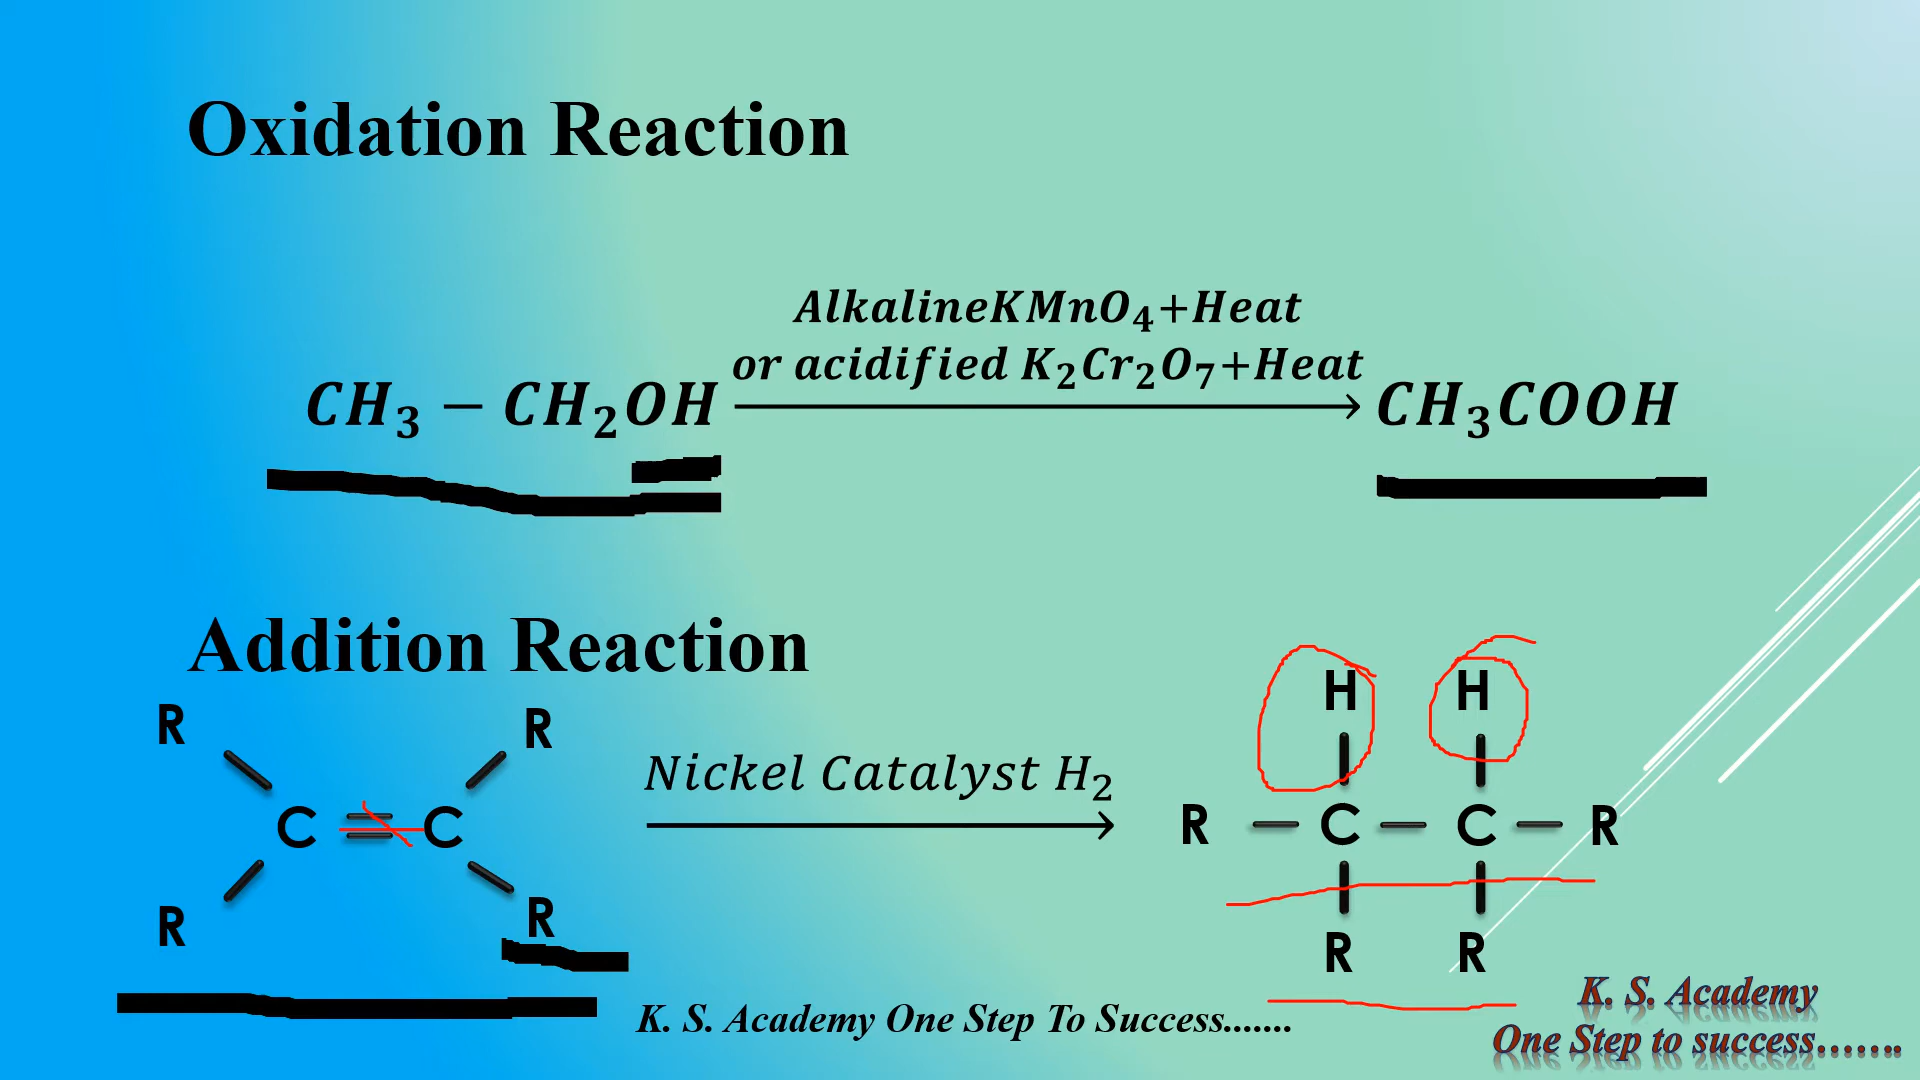 Oxidation Reaction
AlkalineKMnO₄+Heat
or acidified K₂Cr₂O₇+Heat
CH₃ − CH₂OH → CH₃COOH
Addition Reaction
H H
R R
Nickel Catalyst H₂
C = C → R — C — C — R
R R
R R
K. S. Academy
K. S. Academy One Step To Success.......
One Step to success.......